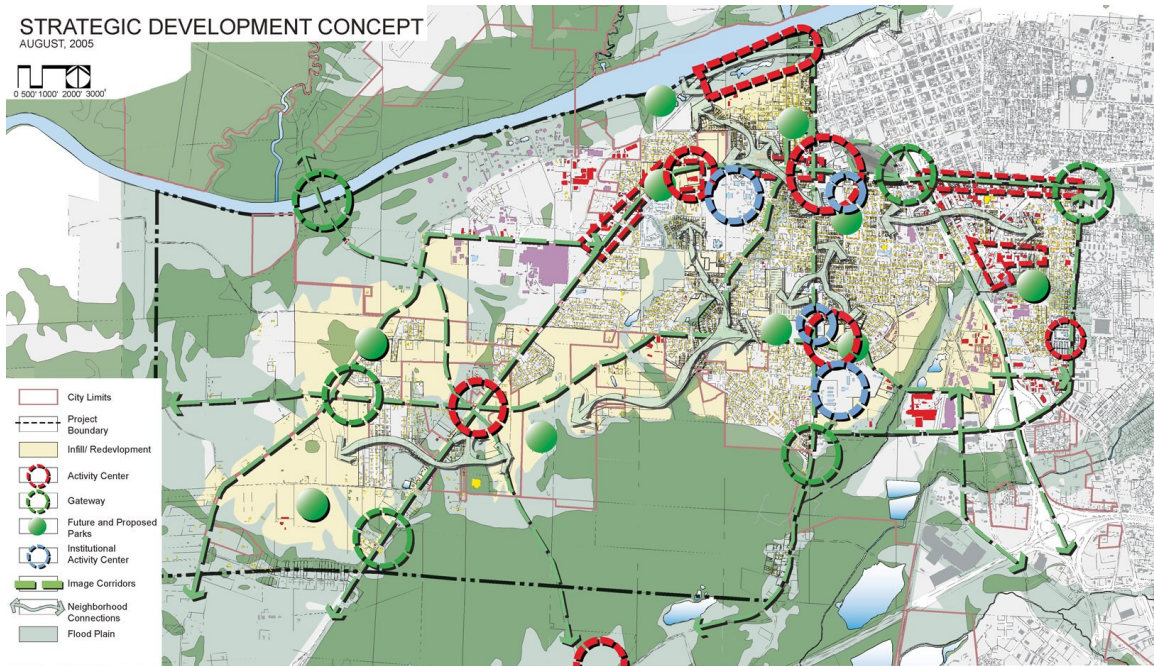 STRATEGIC DEVELOPMENT CONCEPT
AUGUST, 2005
0 500' 1000' 2000' 3000'
City Limits
Project
Boundary
Infill/ Redevlopment
Activity Center
Gateway
Future and Proposed
Parks
Institutional
Activity Center
Image Corridors
Neighborhood
Connections
Flood Plain